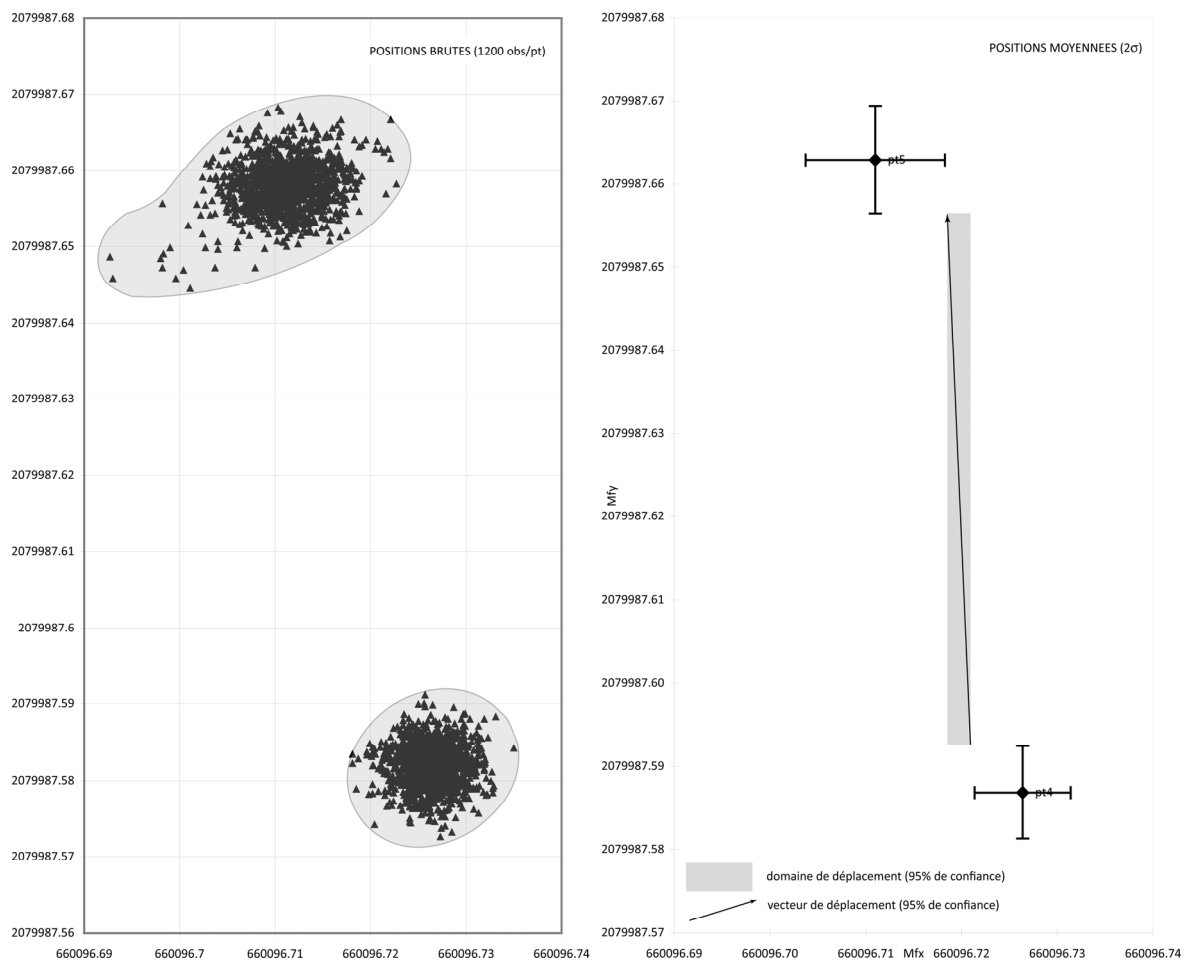 POSITIONS BRUTES (1200 obs/pt)
2079987.68
2079987.67
2079987.66
2079987.65
2079987.64
2079987.63
2079987.62
2079987.61
2079987.6
2079987.59
2079987.58
2079987.57
2079987.56
660096.69 660096.7 660096.71 660096.72 660096.73 660096.74
POSITIONS MOYENNEES (2σ)
2079987.68
2079987.67
2079987.66
2079987.65
2079987.64
2079987.63
Mfy
2079987.62
2079987.61
2079987.60
2079987.59
2079987.58
2079987.57
pt5
pt4
domaine de déplacement (95% de confiance)
vecteur de déplacement (95% de confiance)
660096.69 660096.70 660096.71 Mfx 660096.72 660096.73 660096.74